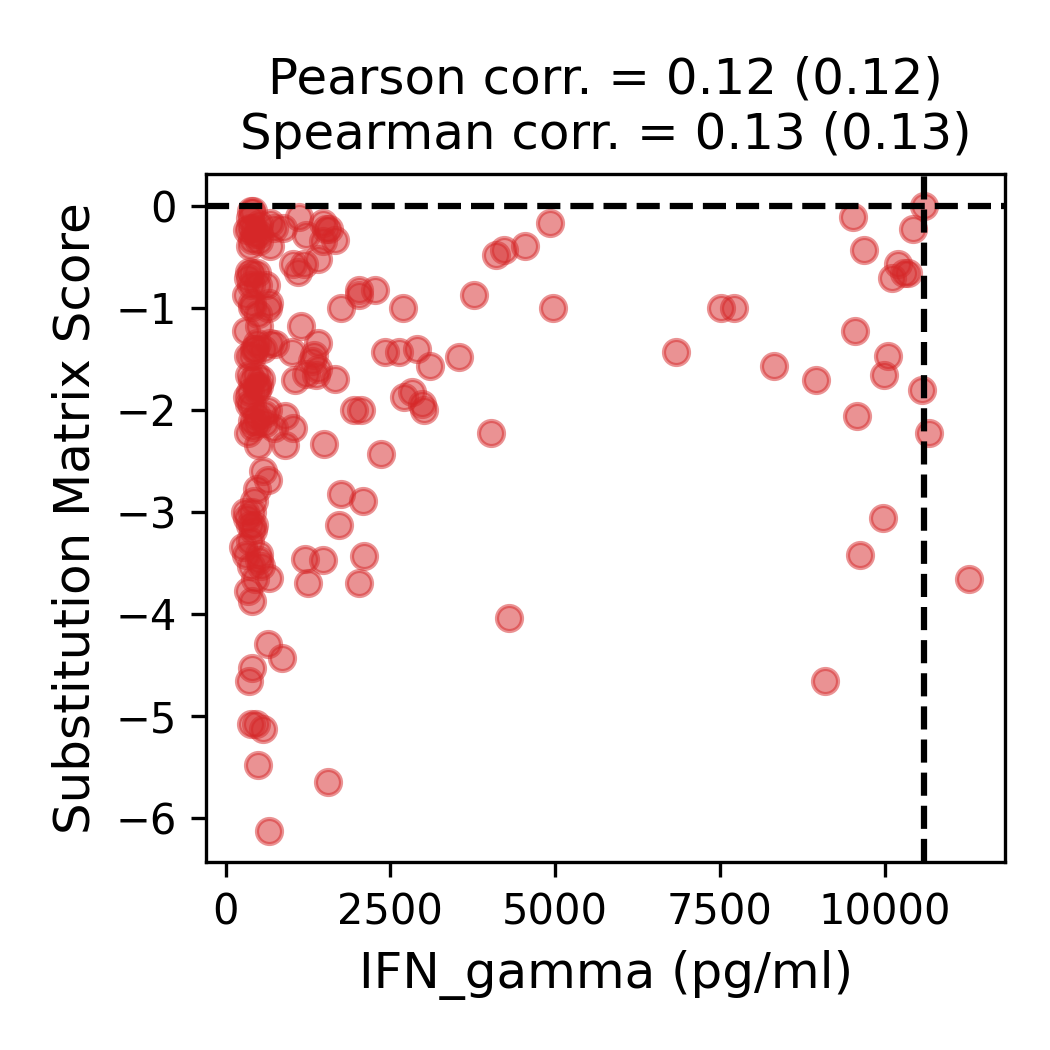 Pearson corr. = 0.12 (0.12)
Spearman corr. = 0.13 (0.13)
Substitution Matrix Score
0
−1
−2
−3
−4
−5
−6
0 2500 5000 7500 10000
IFN_gamma (pg/ml)